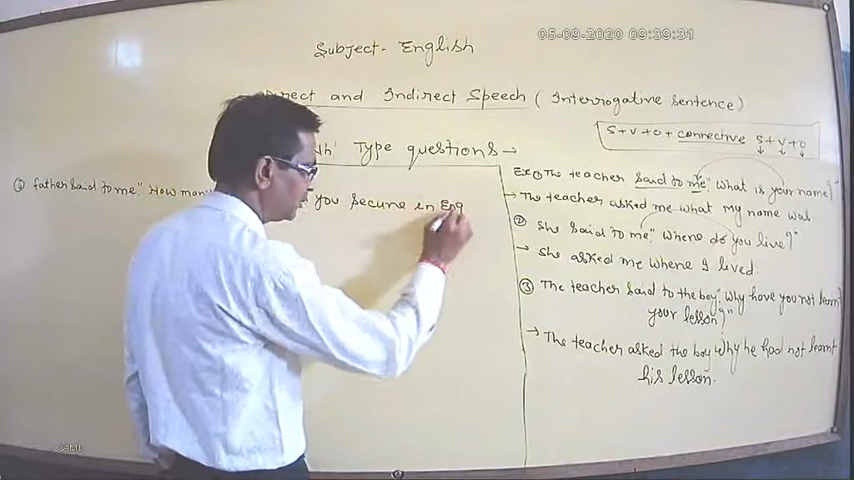 05-09-2020 09:39:31
Subject- English
Direct and Indirect Speech ( Interrogative sentence)
S+V+O+ connective S+V+O
Wh' Type questions →
Ex① The teacher said to me," What is your name?"
→ The teacher asked me what my name was
② She said to me," Where do you live?"
→ She asked me where I lived.
③ The teacher said to the boy," Why have you not learnt
your lesson?"
→ The teacher asked the boy why he had not learnt
his lesson.
① father said to me," How man
you secure in Eng